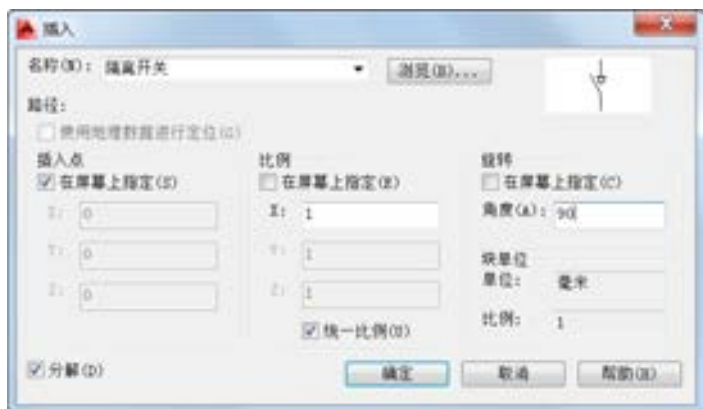 插入
名称(N): 隔离开关 浏览(B)...
路径:
使用地理数据进行定位(G)
插入点 比例 旋转
在屏幕上指定(S) 在屏幕上指定(E) 在屏幕上指定(C)
X: 0 X: 1 角度(A): 90
Y: 0 Y: 1 块单位
Z: 0 Z: 1 单位: 毫米
统一比例(U) 比例: 1
分解(D) 确定 取消 帮助(H)